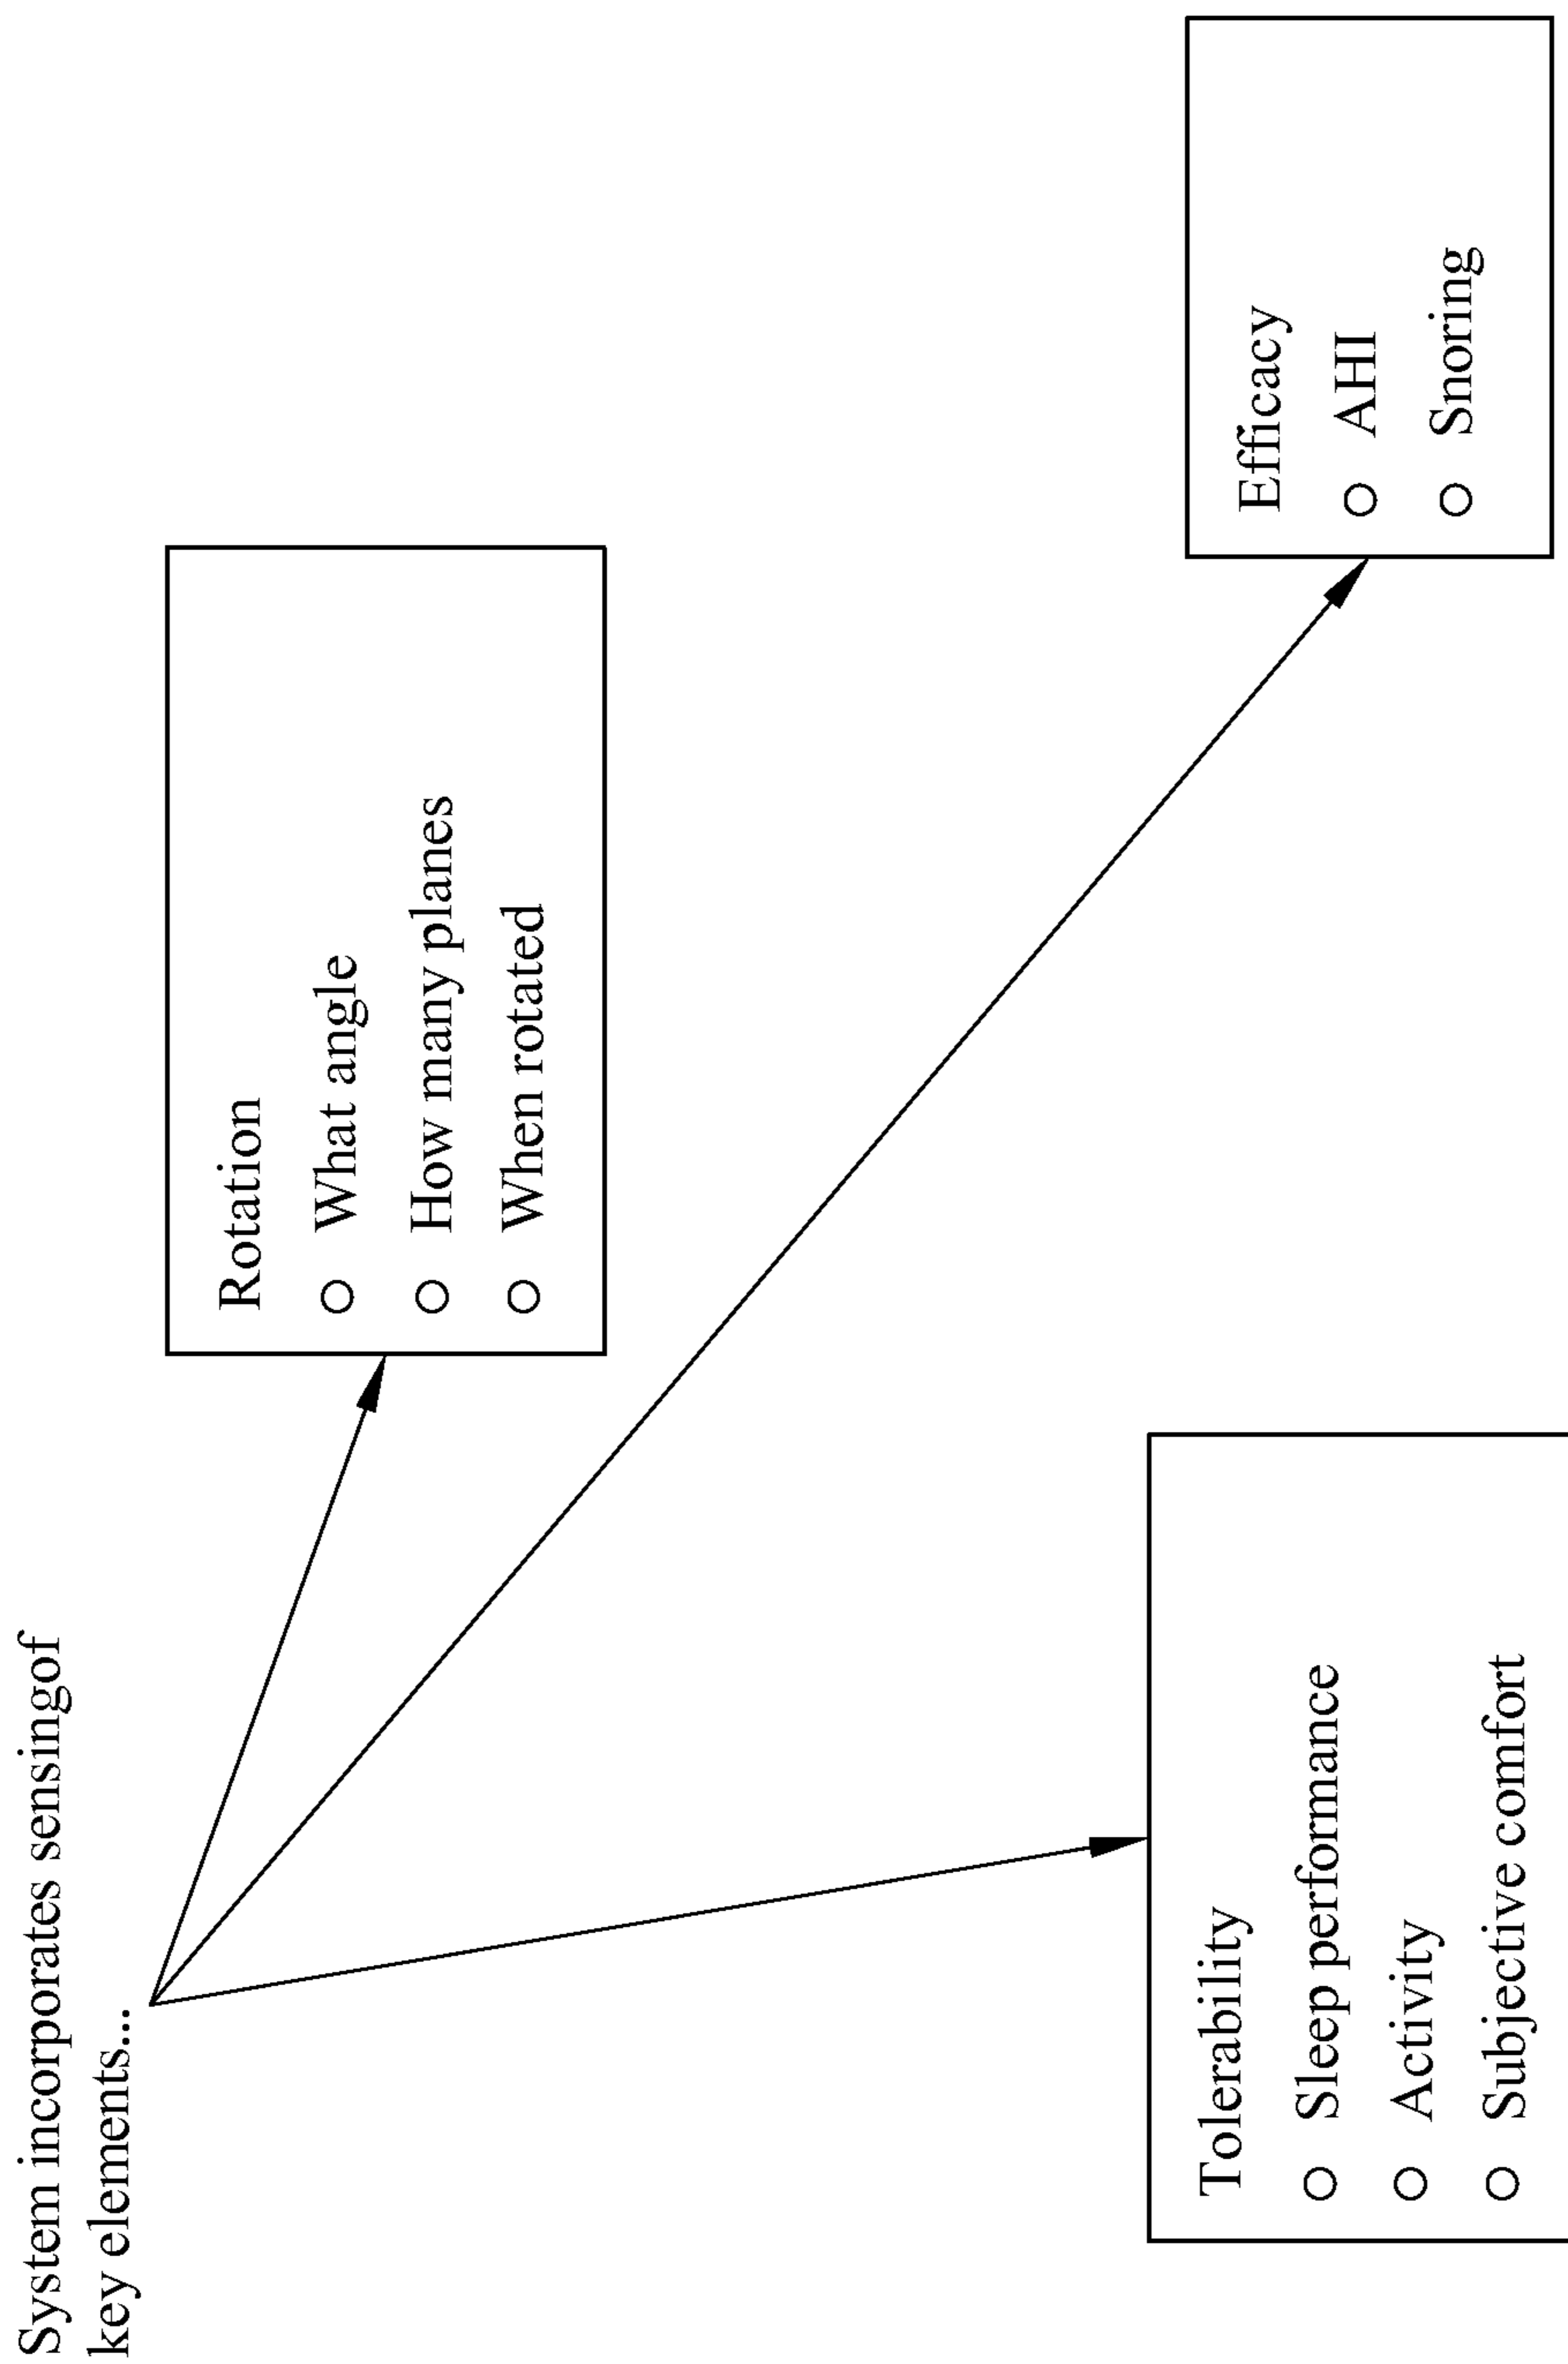 System incorporates sensingof
key elements...
Rotation
○ What angle
○ How many planes
○ When rotated
Tolerability
○ Sleep performance
○ Activity
○ Subjective comfort
Efficacy
○ AHI
○ Snoring